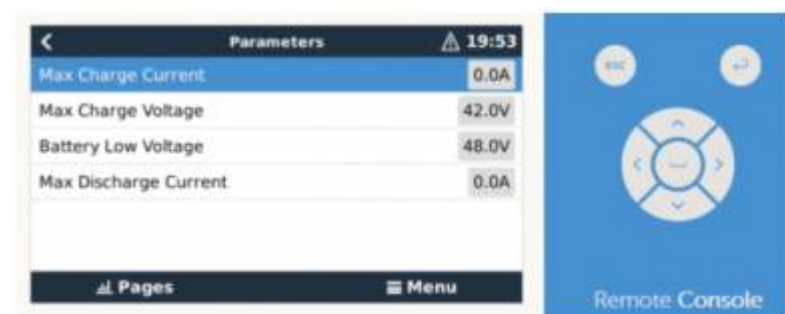 Parameters 19:53
Max Charge Current 0.0A
Max Charge Voltage 42.0V
Battery Low Voltage 48.0V
Max Discharge Current 0.0A
Pages Menu
esc
Remote Console